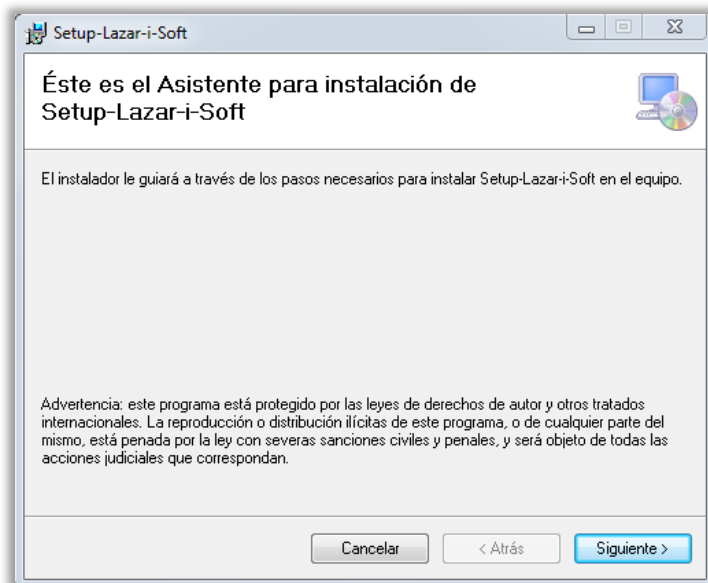 Setup-Lazar-i-Soft
Éste es el Asistente para instalación de
Setup-Lazar-i-Soft
El instalador le guiará a través de los pasos necesarios para instalar Setup-Lazar-i-Soft en el equipo.
Advertencia: este programa está protegido por las leyes de derechos de autor y otros tratados
internacionales. La reproducción o distribución ilícitas de este programa, o de cualquier parte del
mismo, está penada por la ley con severas sanciones civiles y penales, y será objeto de todas las
acciones judiciales que correspondan.
Cancelar < Atrás Siguiente >